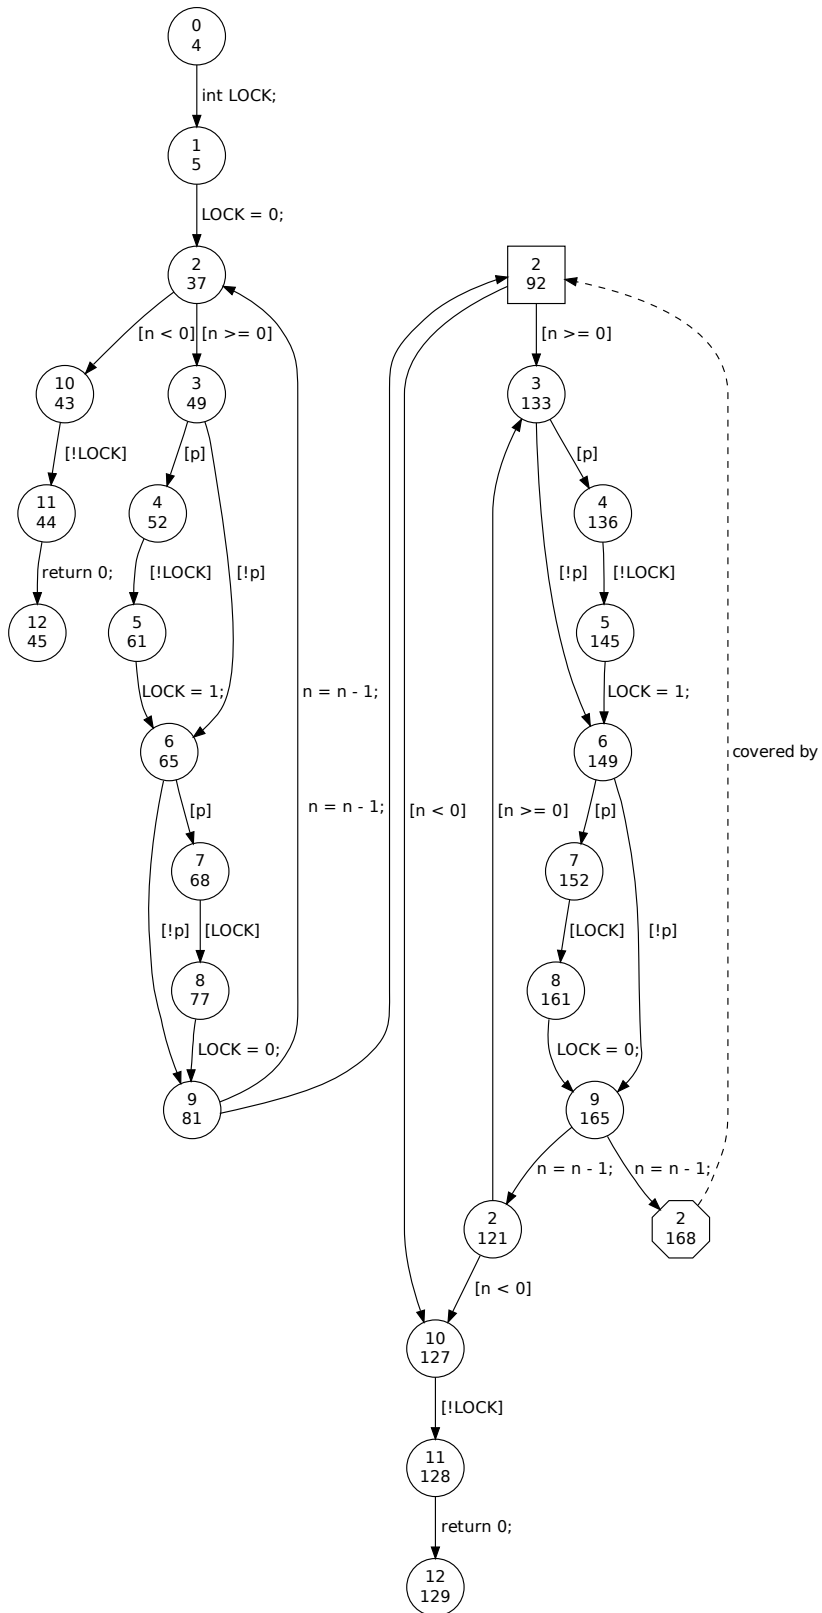 0
4
int LOCK;
1
5
LOCK = 0;
2
37
2
92
[n < 0]
[n >= 0]
[n >= 0]
10
43
3
49
3
133
[!LOCK]
[p]
[p]
11
44
4
52
4
136
return 0;
[!LOCK]
[!p]
[!p]
[!LOCK]
12
45
5
61
5
145
LOCK = 1;
n = n - 1;
LOCK = 1;
6
65
6
149
covered by
[p]
n = n - 1;
[n < 0]
[n >= 0]
[p]
7
68
7
152
[!p]
[LOCK]
[LOCK]
[!p]
8
77
8
161
LOCK = 0;
LOCK = 0;
9
81
9
165
n = n - 1;
n = n - 1;
2
121
2
168
[n < 0]
10
127
[!LOCK]
11
128
return 0;
12
129